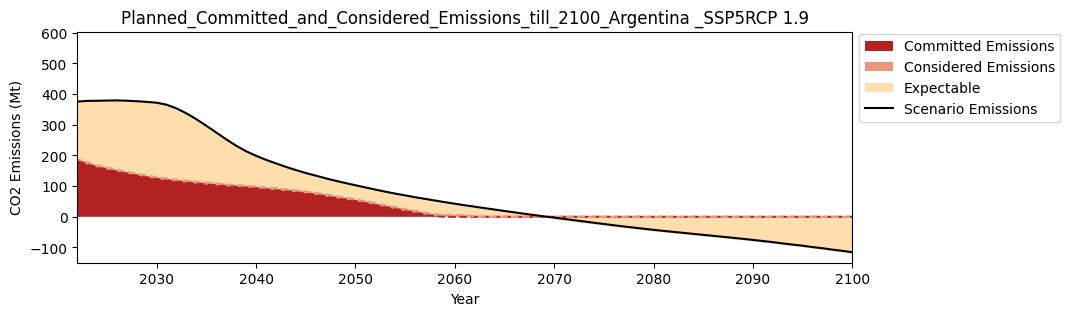 Planned_Committed_and_Considered_Emissions_till_2100_Argentina _SSP5RCP 1.9
CO2 Emissions (Mt)
600
500
400
300
200
100
0
−100
2030
2040
2050
2060
2070
2080
2090
2100
Year
Committed Emissions
Considered Emissions
Expectable
Scenario Emissions